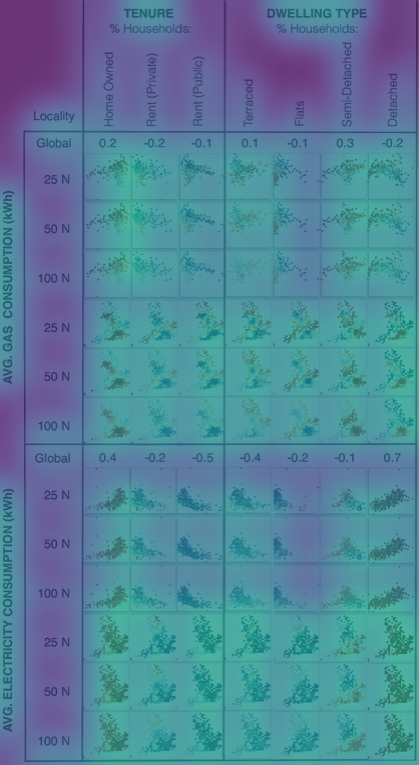 TENURE
% Households:
DWELLING TYPE
% Households:
Locality
Home Owned
Rent (Private)
Rent (Public)
Terraced
Flats
Semi-Detached
Detached
AVG. GAS CONSUMPTION (kWh)
Global 0.2 -0.2 -0.1 0.1 -0.1 0.3 -0.2
25 N
50 N
100 N
25 N
50 N
100 N
AVG. ELECTRICITY CONSUMPTION (kWh)
Global 0.4 -0.2 -0.5 -0.4 -0.2 -0.1 0.7
25 N
50 N
100 N
25 N
50 N
100 N